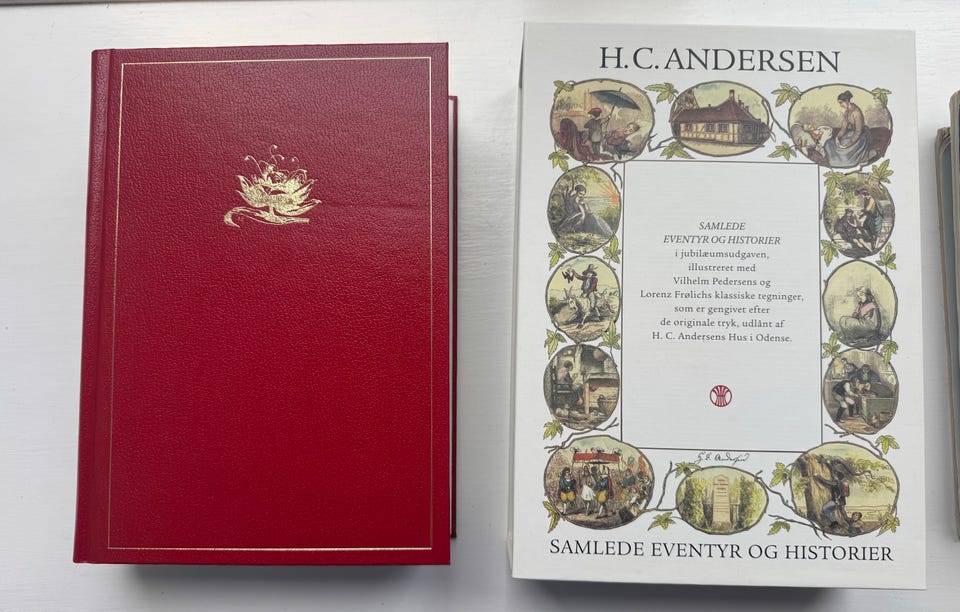 H. C. ANDERSEN
SAMLEDE
EVENTYR OG HISTORIER
i jubilæumsudgaven,
illustreret med
Vilhelm Pedersens og
Lorenz Frølichs klassiske tegninger,
som er gengivet efter
de originale tryk, udlånt af
H. C. Andersens Hus i Odense.
H. C. Andersen
SAMLEDE EVENTYR OG HISTORIER